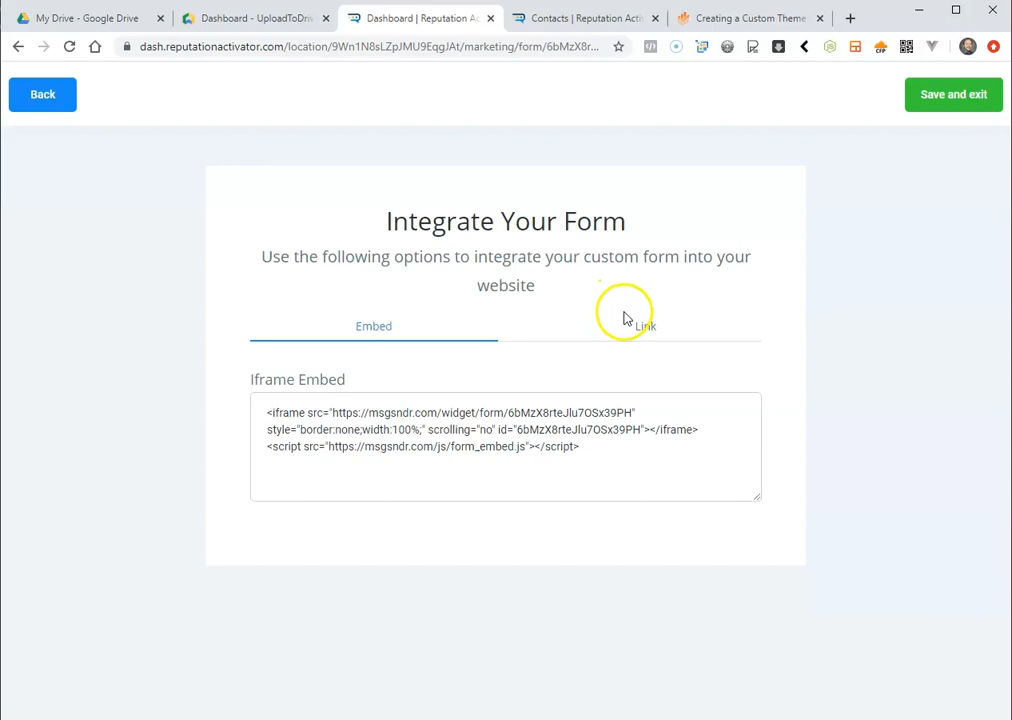 My Drive - Google Drive
Dashboard - UploadToDri
Dashboard | Reputation Ac
Contacts | Reputation Acti
Creating a Custom Theme
dash.reputationactivator.com/location/9Wn1N8sLZpJMU9EqgJAt/marketing/form/6bMzX8r...
Back
Save and exit
Integrate Your Form
Use the following options to integrate your custom form into your
website
Embed
Link
Iframe Embed
<iframe src="https://msgsndr.com/widget/form/6bMzX8rteJlu7OSx39PH"
style="border:none;width:100%;" scrolling="no" id="6bMzX8rteJlu7OSx39PH"></iframe>
<script src="https://msgsndr.com/js/form_embed.js"></script>